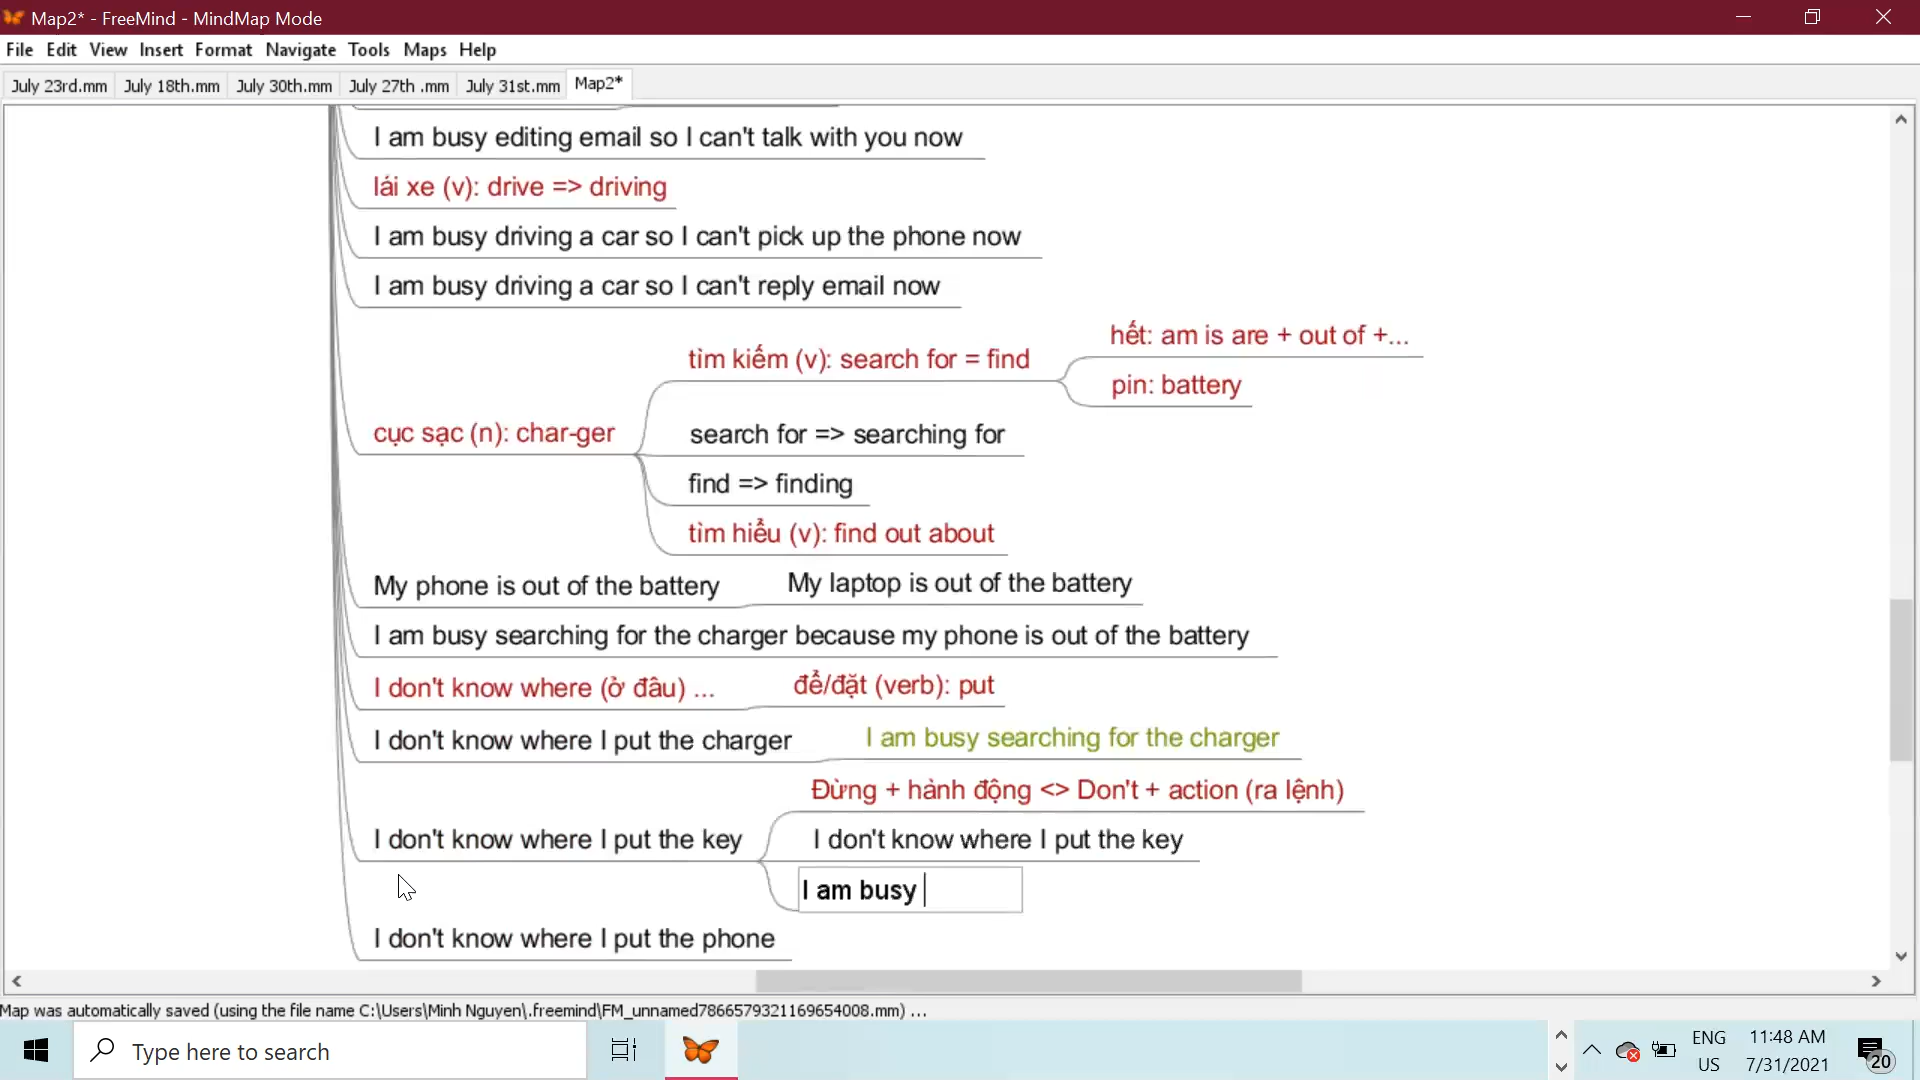 Map2* - FreeMind - MindMap Mode
File Edit View Insert Format Navigate Tools Maps Help
July 23rd.mm July 18th.mm July 30th.mm July 27th .mm July 31st.mm Map2*
I am busy editing email so I can't talk with you now
lái xe (v): drive => driving
I am busy driving a car so I can't pick up the phone now
I am busy driving a car so I can't reply email now
hết: am is are + out of +...
tìm kiếm (v): search for = find
pin: battery
cục sạc (n): char-ger
search for => searching for
find => finding
tìm hiểu (v): find out about
My phone is out of the battery My laptop is out of the battery
I am busy searching for the charger because my phone is out of the battery
I don't know where (ở đâu) ... để/đặt (verb): put
I don't know where I put the charger I am busy searching for the charger
Đừng + hành động <> Don't + action (ra lệnh)
I don't know where I put the key I don't know where I put the key
I am busy
I don't know where I put the phone
Map was automatically saved (using the file name C:\Users\Minh Nguyen\.freemind\FM_unnamed7866579321169654008.mm) ...
Type here to search
ENG 11:48 AM
US 7/31/2021 20